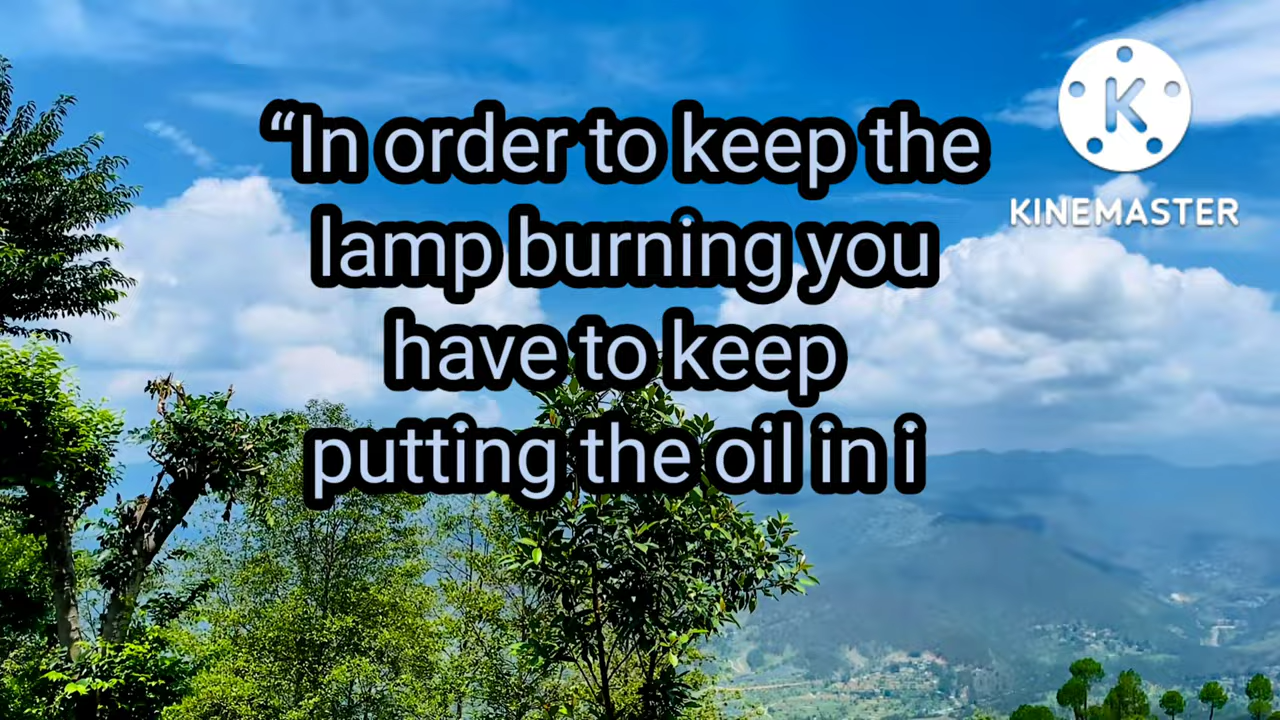 “In order to keep the
lamp burning you
have to keep
putting the oil in i
K
KINEMASTER